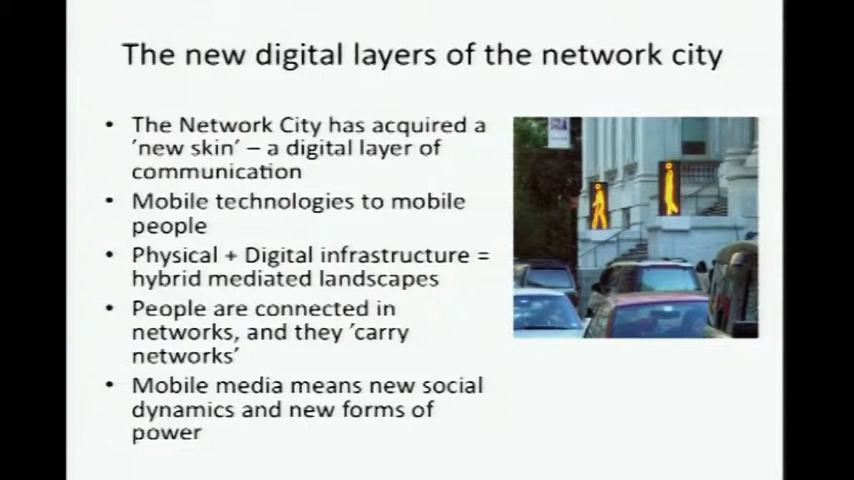 The new digital layers of the network city
• The Network City has acquired a
'new skin' – a digital layer of
communication
• Mobile technologies to mobile
people
• Physical + Digital infrastructure =
hybrid mediated landscapes
• People are connected in
networks, and they 'carry
networks'
• Mobile media means new social
dynamics and new forms of
power